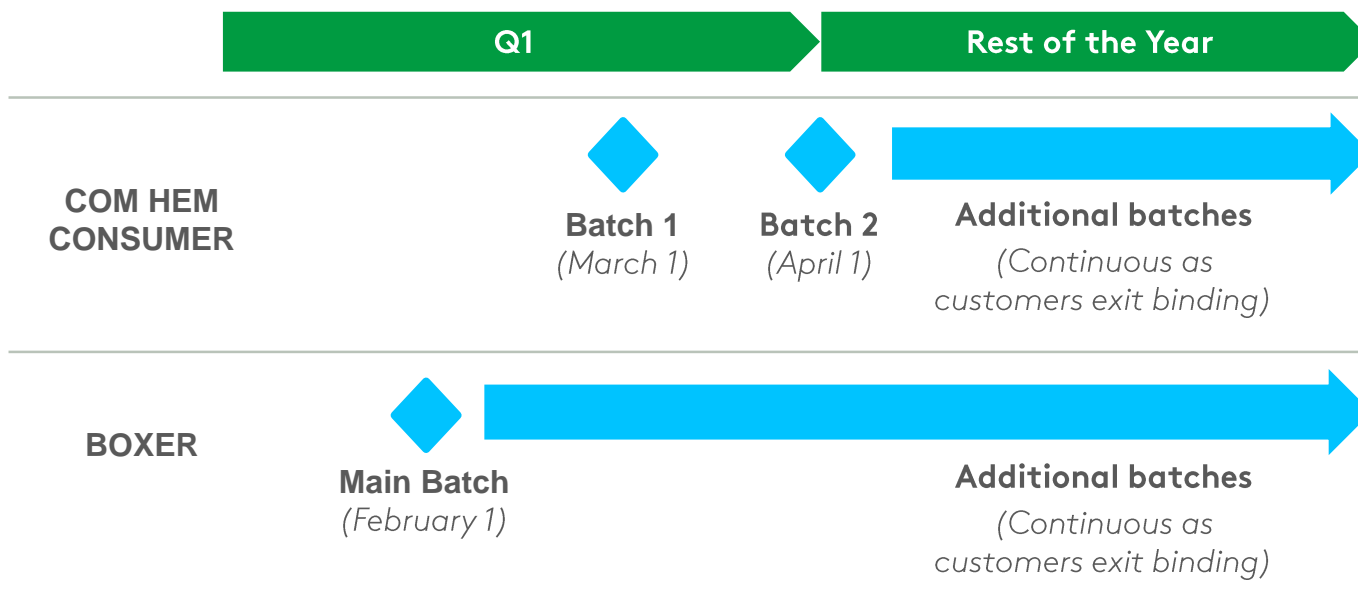 Q1
Rest of the Year
COM HEM
CONSUMER
Batch 1
(March 1)
Batch 2
(April 1)
Additional batches
(Continuous as
customers exit binding)
BOXER
Main Batch
(February 1)
Additional batches
(Continuous as
customers exit binding)